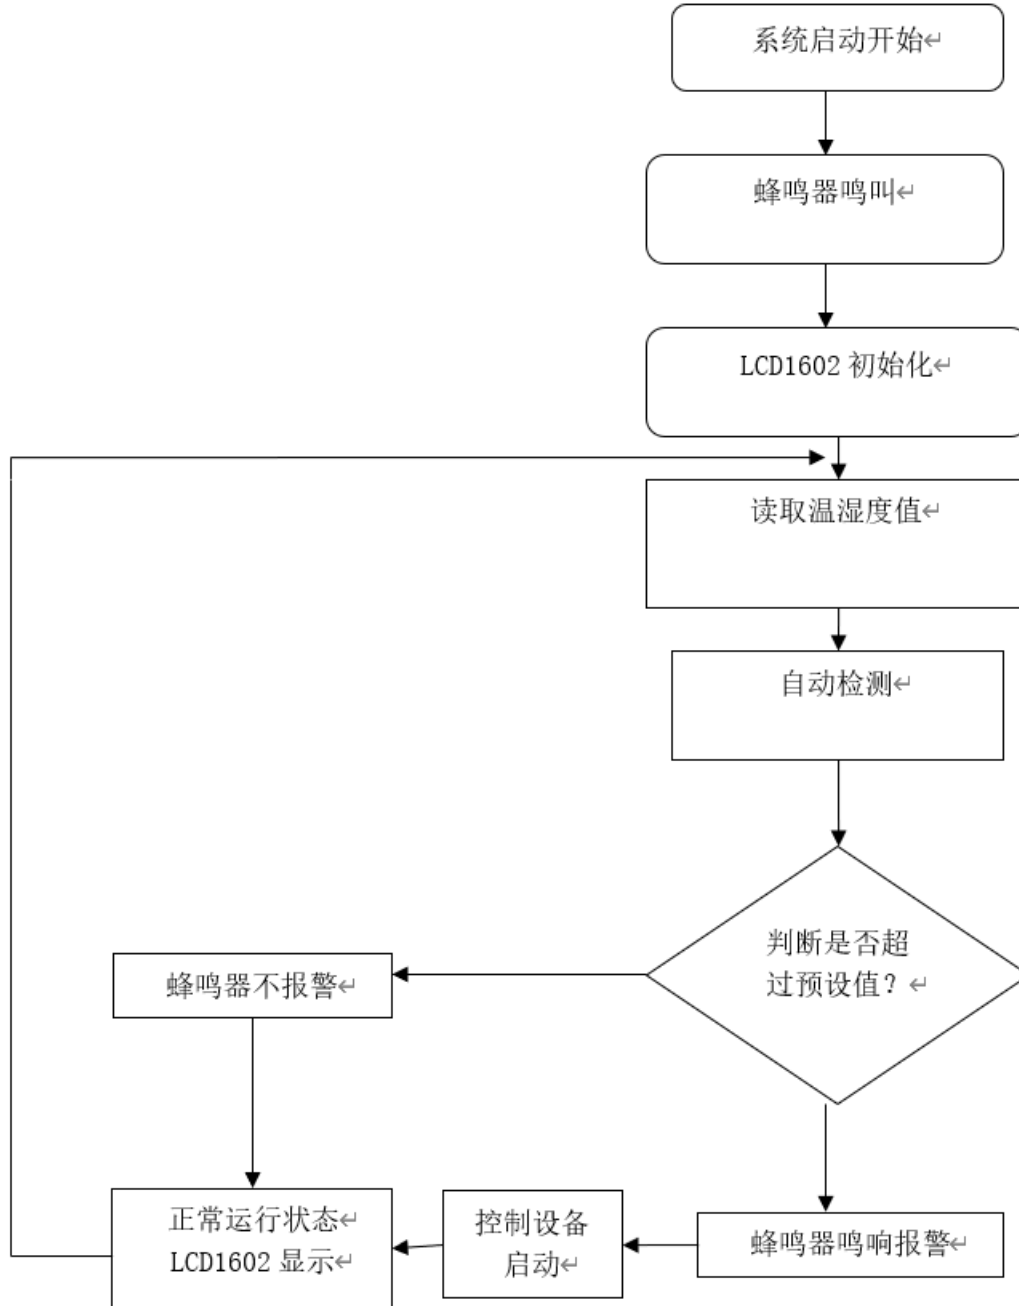 系统启动开始↵
蜂鸣器鸣叫↵
LCD1602 初始化↵
读取温湿度值↵
自动检测↵
判断是否超
过预设值？↵
蜂鸣器不报警↵
正常运行状态↵
LCD1602 显示↵
控制设备
启动↵
蜂鸣器鸣响报警↵